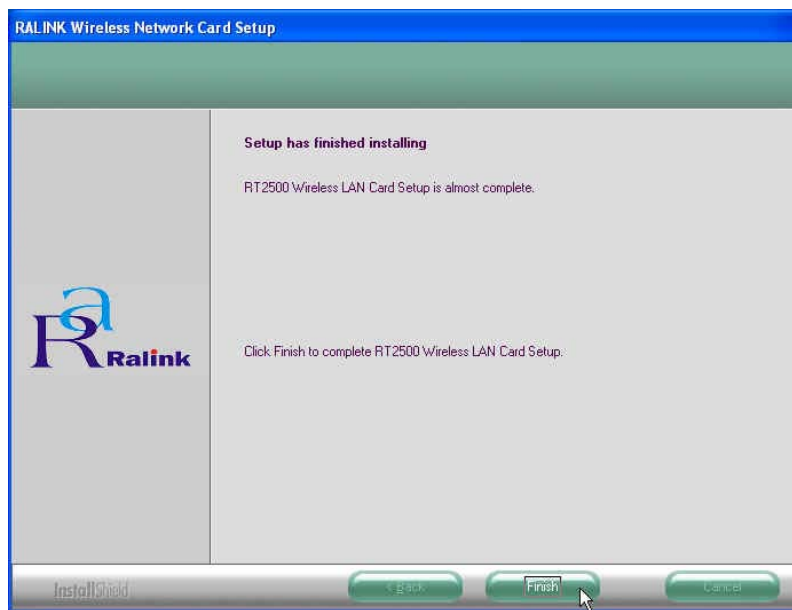 RALINK Wireless Network Card Setup
Setup has finished installing
RT2500 Wireless LAN Card Setup is almost complete.
Ra
Ralink
Click Finish to complete RT2500 Wireless LAN Card Setup.
InstallShield
< Back
Finish
Cancel